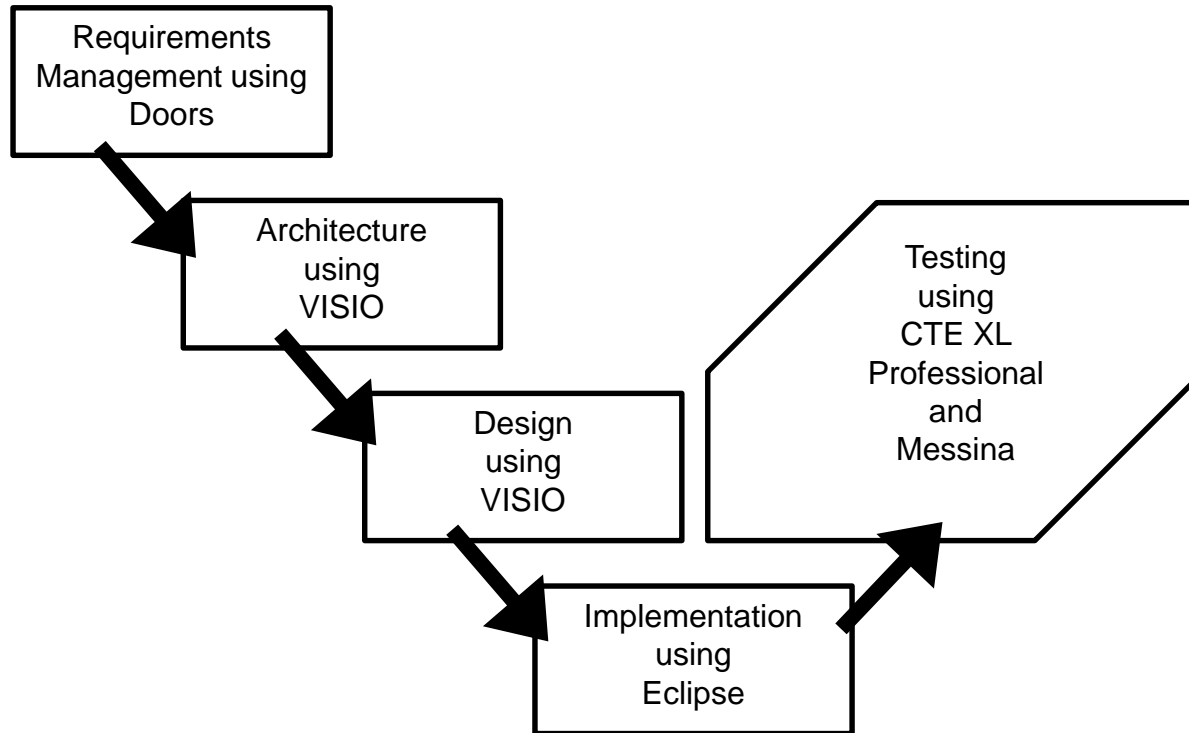 Requirements
Management using
Doors
Architecture
using
VISIO
Design
using
VISIO
Implementation
using
Eclipse
Testing
using
CTE XL
Professional
and
Messina